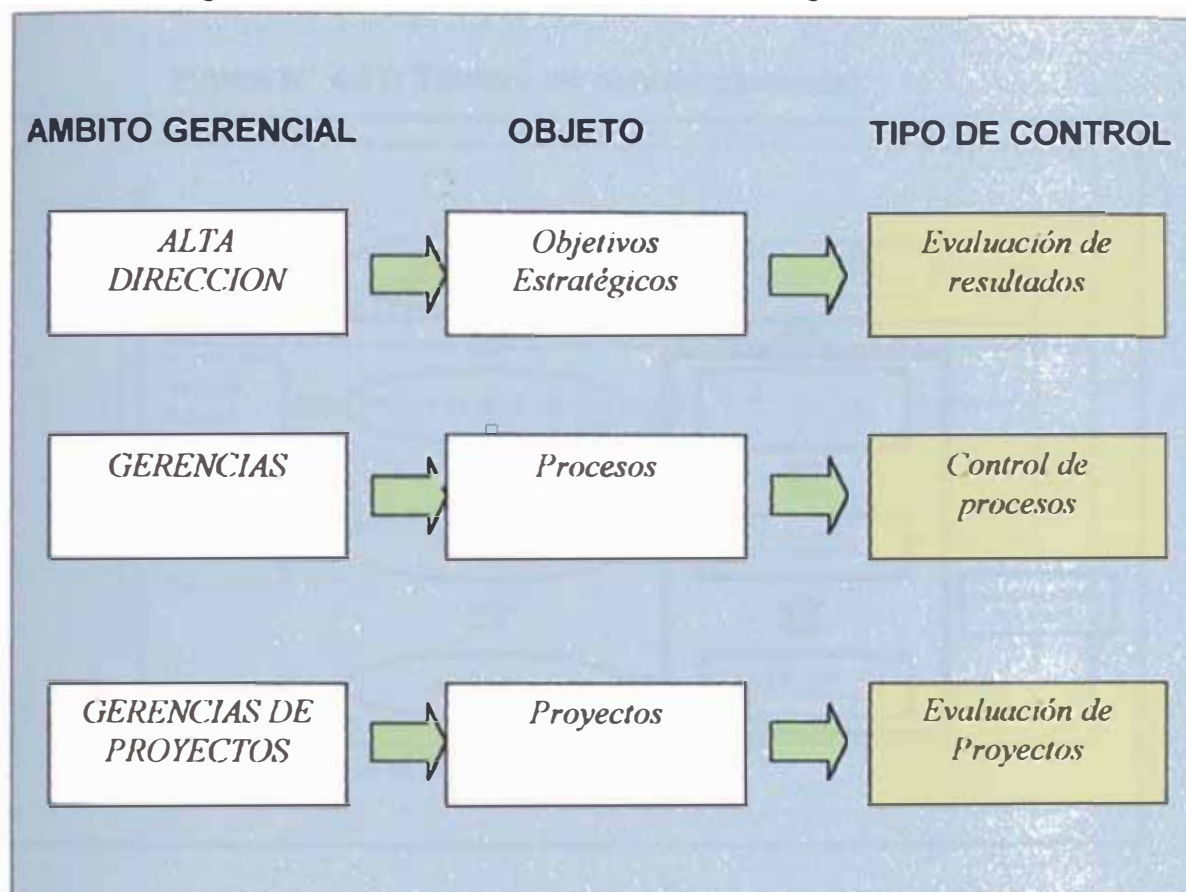 AMBITO GERENCIAL OBJETO TIPO DE CONTROL
ALTA
DIRECCION
Objetivos
Estratégicos
Evaluación de
resultados
GERENCIAS
Procesos
Control de
procesos
GERENCIAS DE
PROYECTOS
Proyectos
Evaluación de
Proyectos